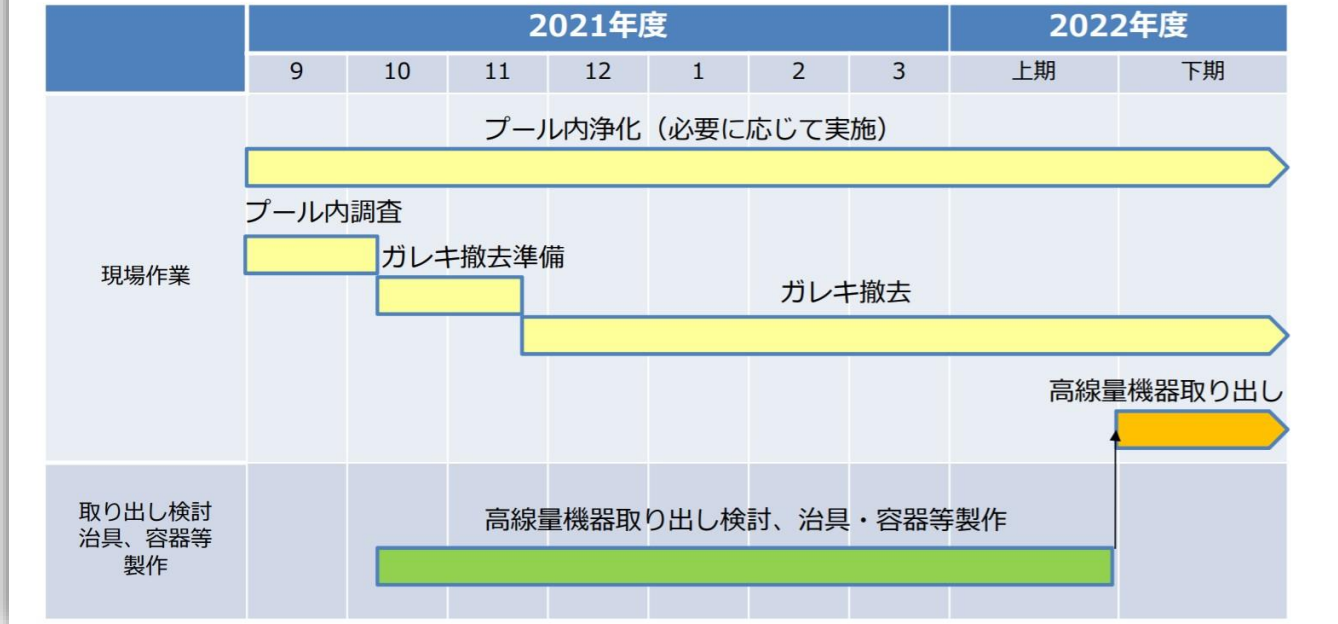 2021年度 2022年度
9 10 11 12 1 2 3 上期 下期
プール内浄化（必要に応じて実施）
プール内調査
ガレキ撤去準備
現場作業
ガレキ撤去
高線量機器取り出し
取り出し検討
治具、容器等
製作
高線量機器取り出し検討、治具・容器等製作